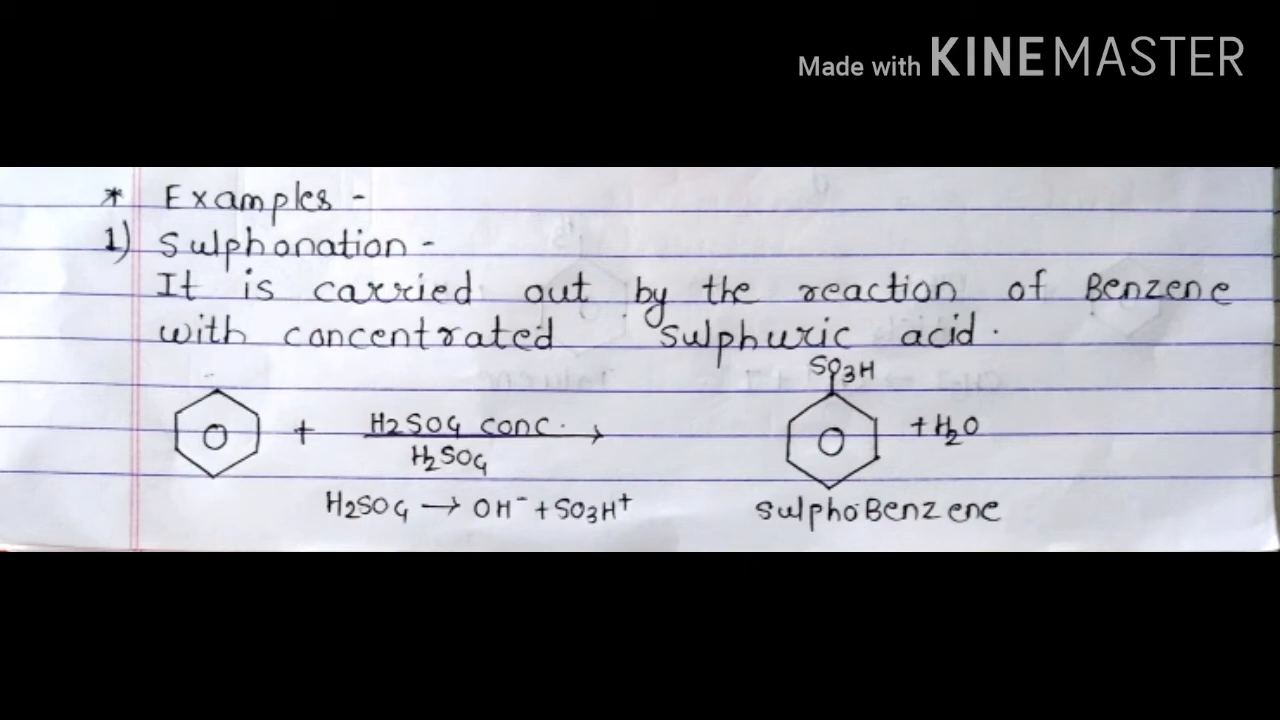 Made with KINEMASTER
* Examples -
1) Sulphonation -
It is carried out by the reaction of Benzene
with concentrated sulphuric acid.
SO3H
+ H2SO4 conc. → + H2O
H2SO4
H2SO4 → OH⁻ + SO3H⁺ sulphoBenzene